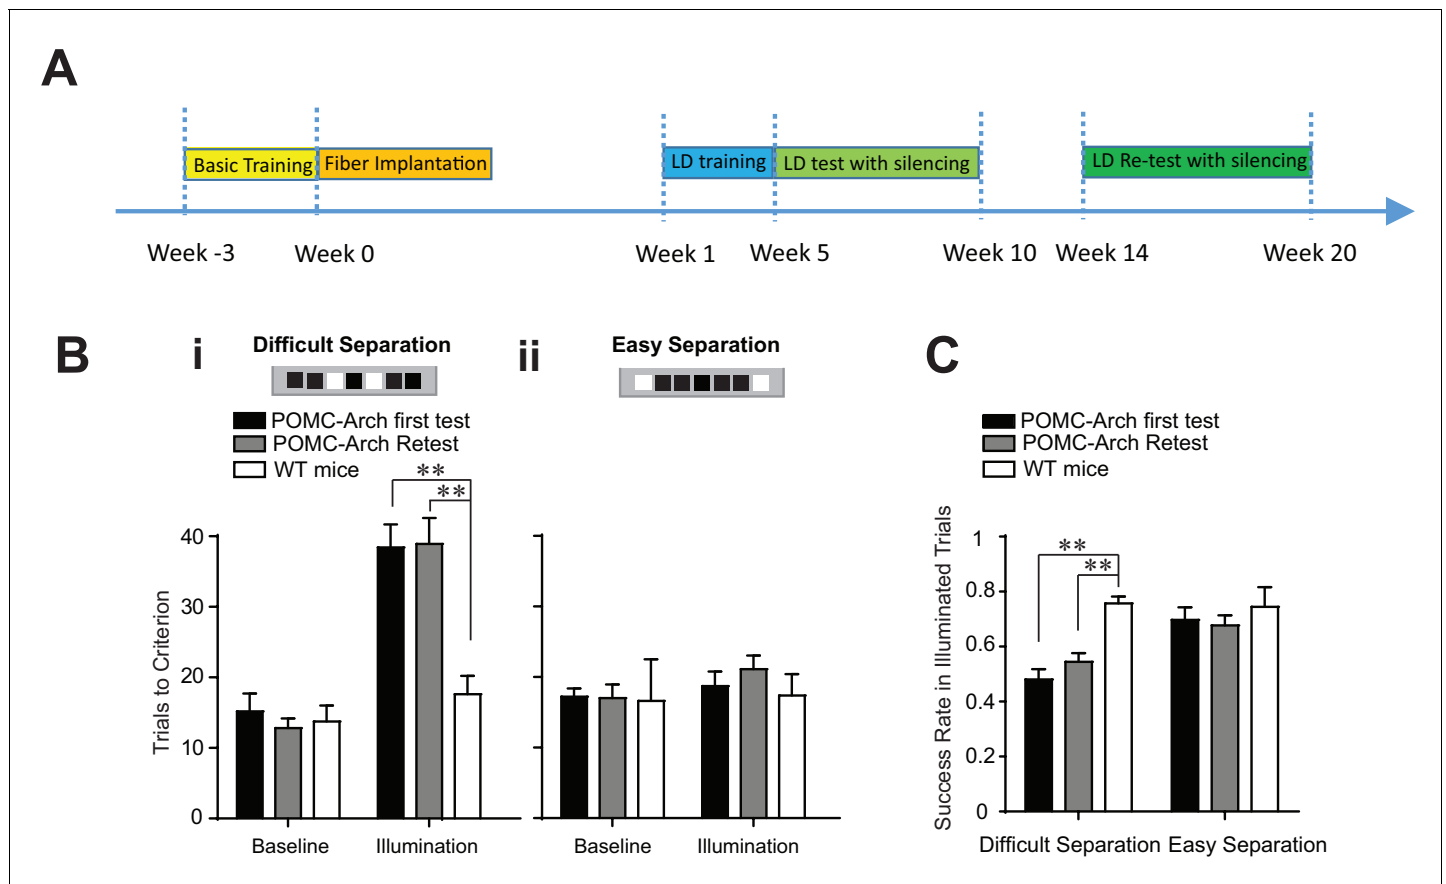 A
Basic Training
Fiber Implantation
LD training
LD test with silencing
LD Re-test with silencing
Week -3
Week 0
Week 1
Week 5
Week 10
Week 14
Week 20
B
i
Difficult Separation
POMC-Arch first test
POMC-Arch Retest
WT mice
**
**
Trials to Criterion
40
30
20
10
0
Baseline
Illumination
ii
Easy Separation
Baseline
Illumination
C
POMC-Arch first test
POMC-Arch Retest
WT mice
Success Rate in Illuminated Trials
1
0.8
0.6
0.4
0.2
0
**
**
Difficult Separation
Easy Separation